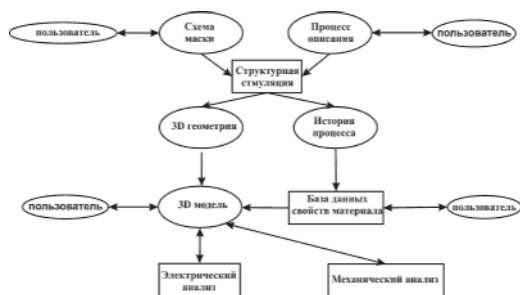 пользователь
Схема
маски
Процесс
описания
пользователь
Структурная
стмуляция
3D геометрия
История
процесса
пользователь
3D модель
База данных
свойств материала
пользователь
Электрический
анализ
Механический анализ